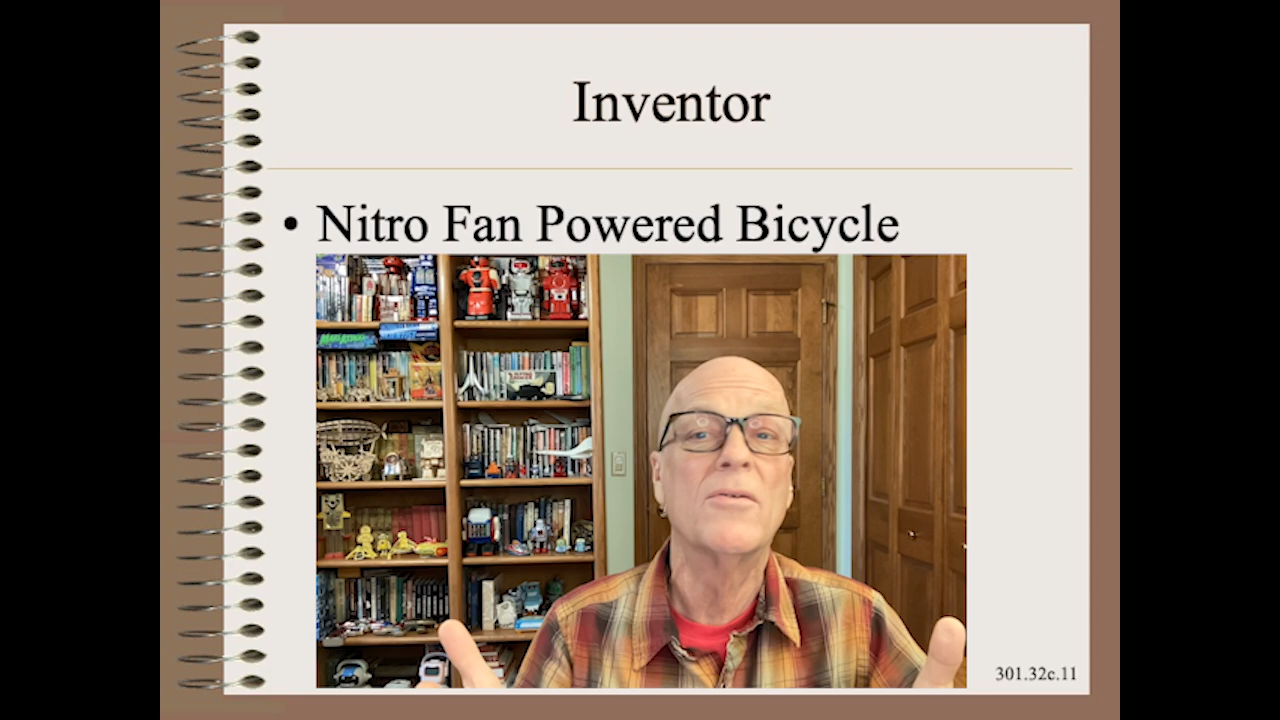 Inventor
• Nitro Fan Powered Bicycle
301.32c.11